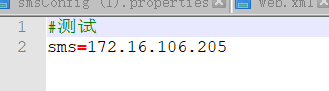 smsConfig (1).properties web.xml
1 #测试
2 sms=172.16.106.205